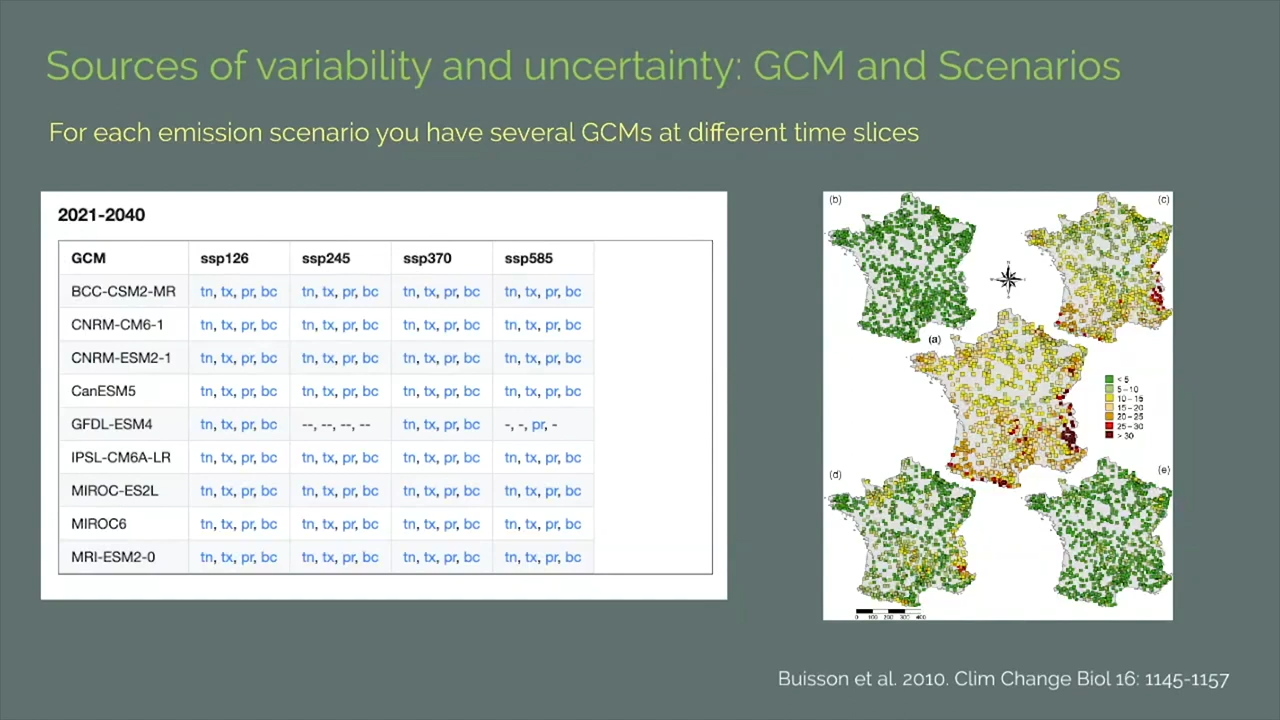 Sources of variability and uncertainty: GCM and Scenarios
For each emission scenario you have several GCMs at different time slices
2021-2040
GCM ssp126 ssp245 ssp370 ssp585
BCC-CSM2-MR tn, tx, pr, bc tn, tx, pr, bc tn, tx, pr, bc tn, tx, pr, bc
CNRM-CM6-1 tn, tx, pr, bc tn, tx, pr, bc tn, tx, pr, bc tn, tx, pr, bc
CNRM-ESM2-1 tn, tx, pr, bc tn, tx, pr, bc tn, tx, pr, bc tn, tx, pr, bc
CanESM5 tn, tx, pr, bc tn, tx, pr, bc tn, tx, pr, bc tn, tx, pr, bc
GFDL-ESM4 tn, tx, pr, bc --, --, --, -- tn, tx, pr, bc -, -, pr, -
IPSL-CM6A-LR tn, tx, pr, bc tn, tx, pr, bc tn, tx, pr, bc tn, tx, pr, bc
MIROC-ES2L tn, tx, pr, bc tn, tx, pr, bc tn, tx, pr, bc tn, tx, pr, bc
MIROC6 tn, tx, pr, bc tn, tx, pr, bc tn, tx, pr, bc tn, tx, pr, bc
MRI-ESM2-0 tn, tx, pr, bc tn, tx, pr, bc tn, tx, pr, bc tn, tx, pr, bc
(b) (c)
(a)
< 5
5-10
10-15
15-20
20-25
25-30
> 30
(d) (e)
0 100 200 300 400
Buisson et al. 2010. Clim Change Biol 16: 1145-1157